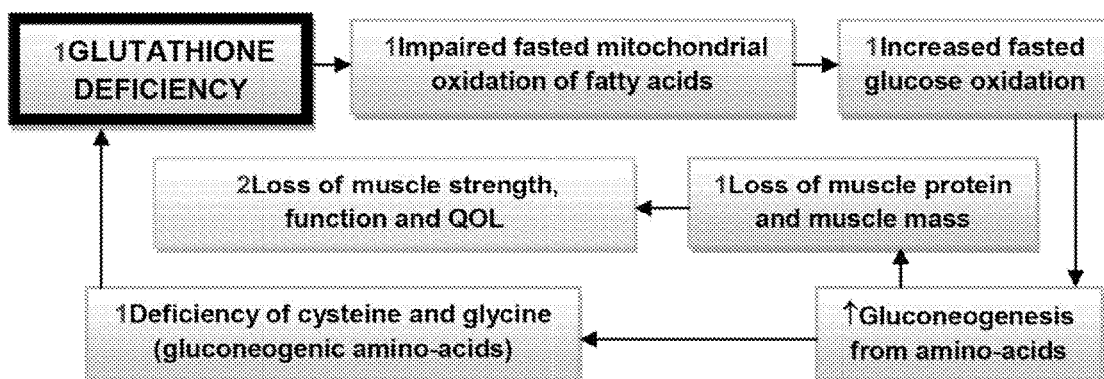 1GLUTATHIONE
DEFICIENCY
1Impaired fasted mitochondrial
oxidation of fatty acids
1Increased fasted
glucose oxidation
2Loss of muscle strength,
function and QOL
1Loss of muscle protein
and muscle mass
1Deficiency of cysteine and glycine
(gluconeogenic amino-acids)
↑Gluconeogenesis
from amino-acids